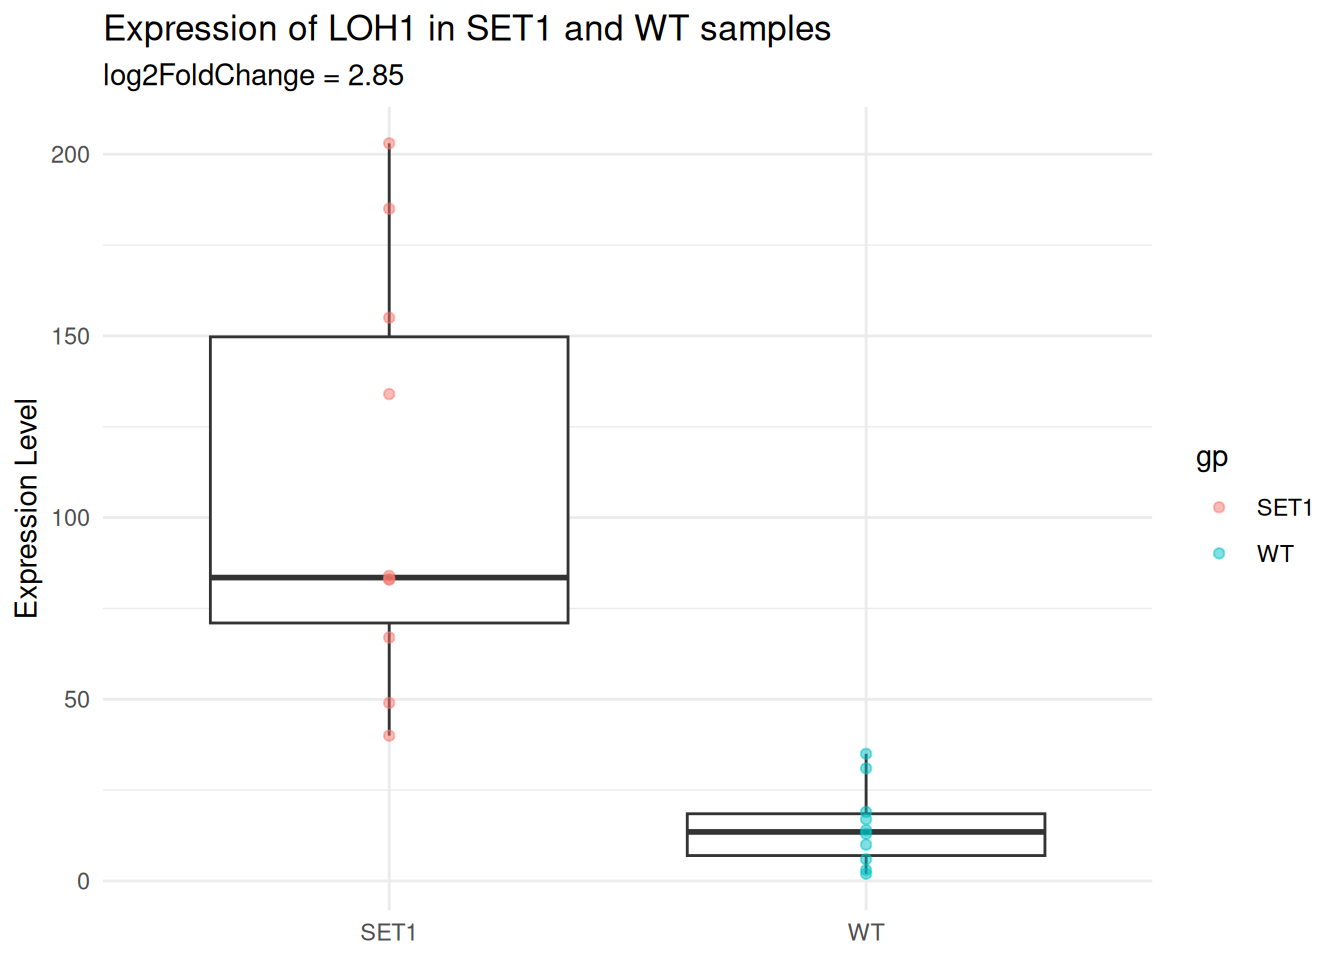 Expression of LOH1 in SET1 and WT samples
log2FoldChange = 2.85
Expression Level
200
150
100
50
0
SET1
WT
gp
SET1
WT